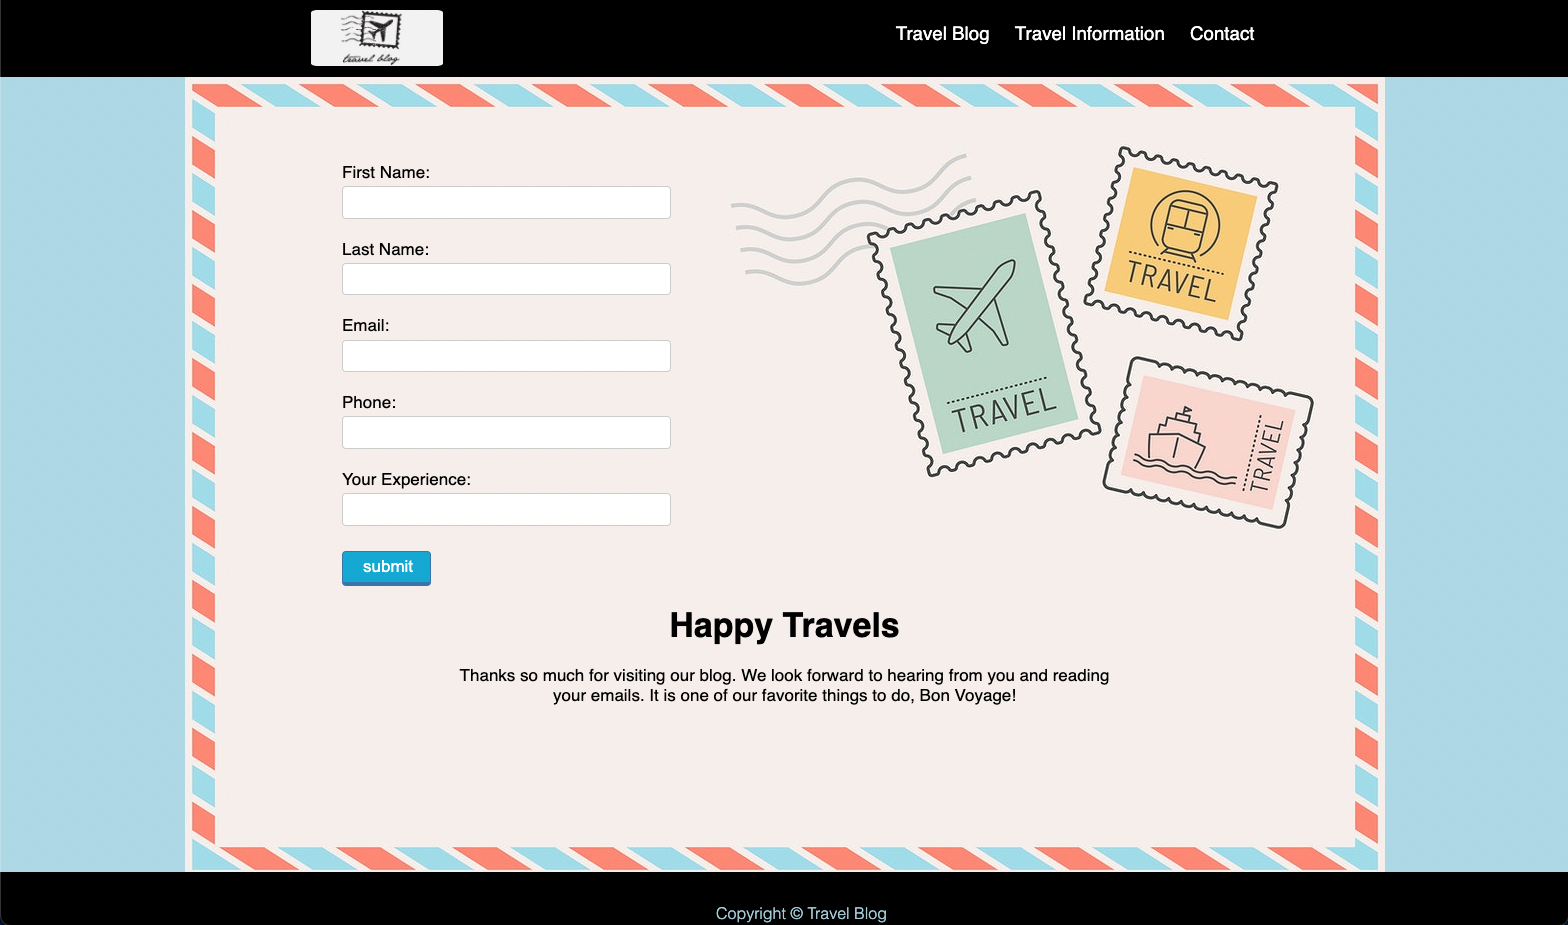 travel blog
Travel Blog Travel Information Contact
First Name:
Last Name:
Email:
Phone:
Your Experience:
submit
TRAVEL
TRAVEL
TRAVEL
Happy Travels
Thanks so much for visiting our blog. We look forward to hearing from you and reading
your emails. It is one of our favorite things to do, Bon Voyage!
Copyright © Travel Blog